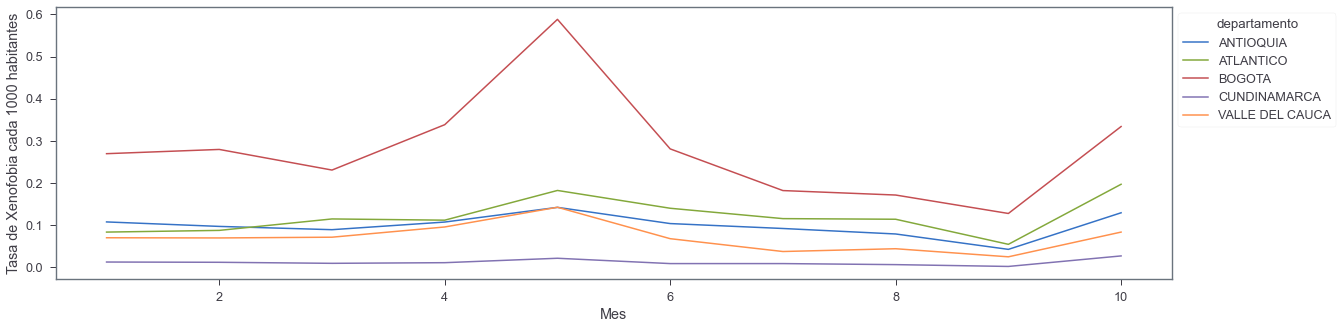 Tassa de Xenofobia cada 1000 habitantes
0.6
0.5
0.4
0.3
0.2
0.1
0.0
2
4
6
8
10
Mes
departamento
ANTIOQUIA
ATLANTICO
BOGOTA
CUNDINAMARCA
VALLE DEL CAUCA